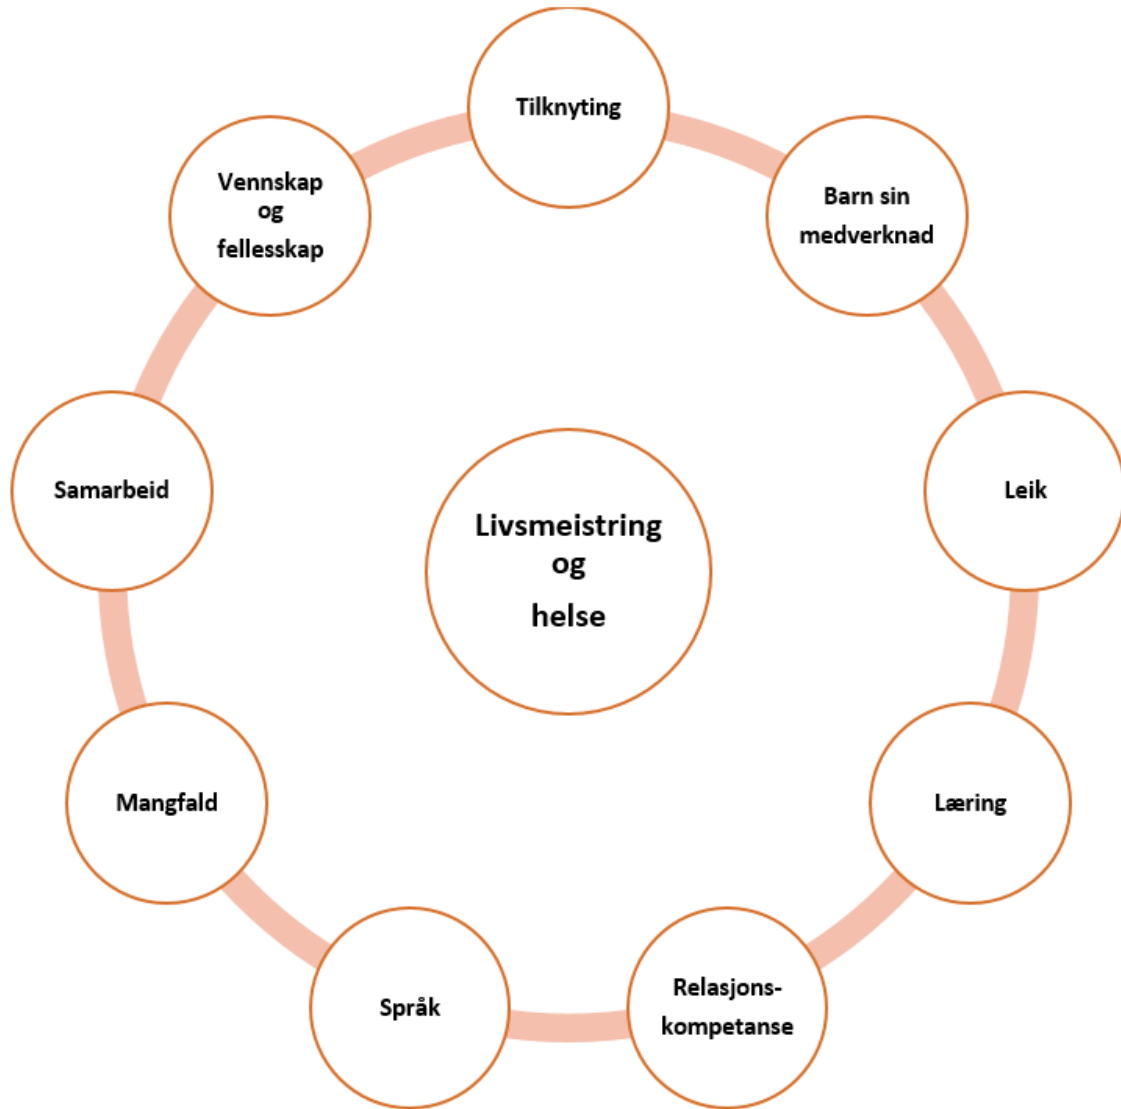 Tilknyting
Barn sin
medverknad
Leik
Læring
Relasjons-
kompetanse
Språk
Mangfald
Samarbeid
Vennskap
og
fellesskap
Livsmeistring
og
helse